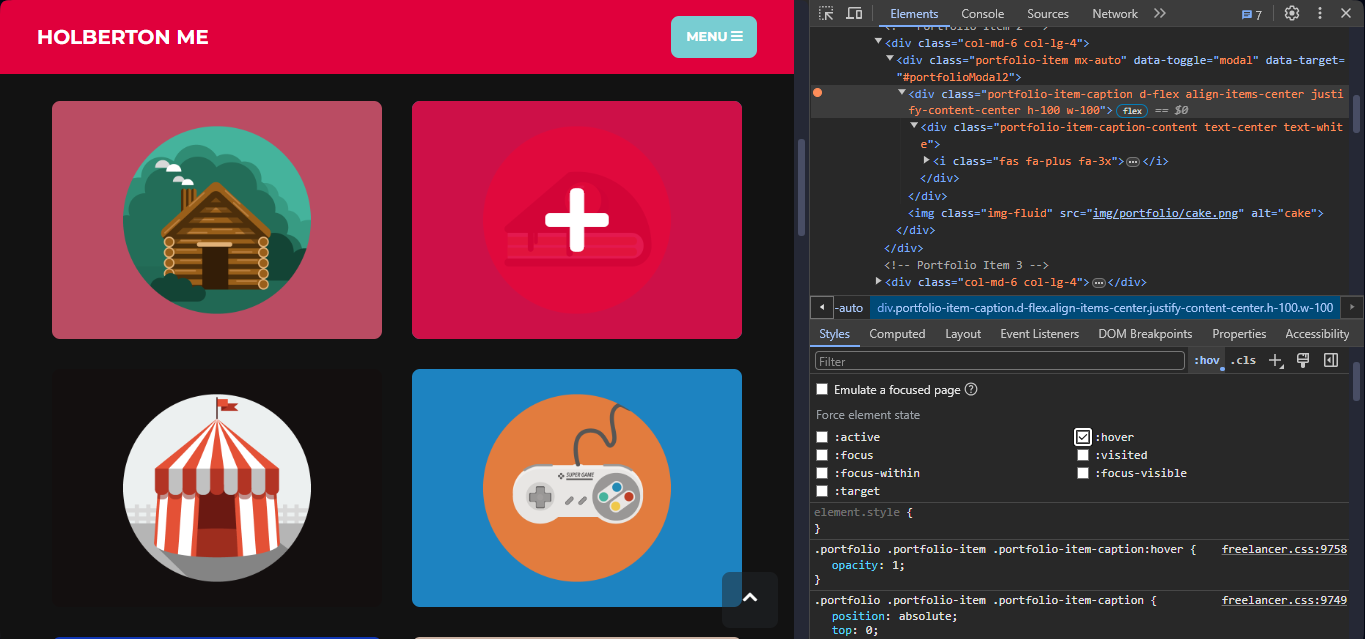 HOLBERTON ME
MENU
SUPER GAME
Elements Console Sources Network 7
<!-- Portfolio Item 2 -->
<div class="col-md-6 col-lg-4">
<div class="portfolio-item mx-auto" data-toggle="modal" data-target=
"#portfolioModal2">
<div class="portfolio-item-caption d-flex align-items-center justi
fy-content-center h-100 w-100"> flex == $0
<div class="portfolio-item-caption-content text-center text-whit
e">
<i class="fas fa-plus fa-3x"> … </i>
</div>
</div>
<img class="img-fluid" src="img/portfolio/cake.png" alt="cake">
</div>
</div>
<!-- Portfolio Item 3 -->
<div class="col-md-6 col-lg-4"> … </div>
-auto div.portfolio-item-caption.d-flex.align-items-center.justify-content-center.h-100.w-100
Styles Computed Layout Event Listeners DOM Breakpoints Properties Accessibility
Filter :hov .cls
Emulate a focused page ?
Force element state
:active :hover
:focus :visited
:focus-within :focus-visible
:target
element.style {
}
.portfolio .portfolio-item .portfolio-item-caption:hover { freelancer.css:9758
opacity: 1;
}
.portfolio .portfolio-item .portfolio-item-caption { freelancer.css:9749
position: absolute;
top: 0;